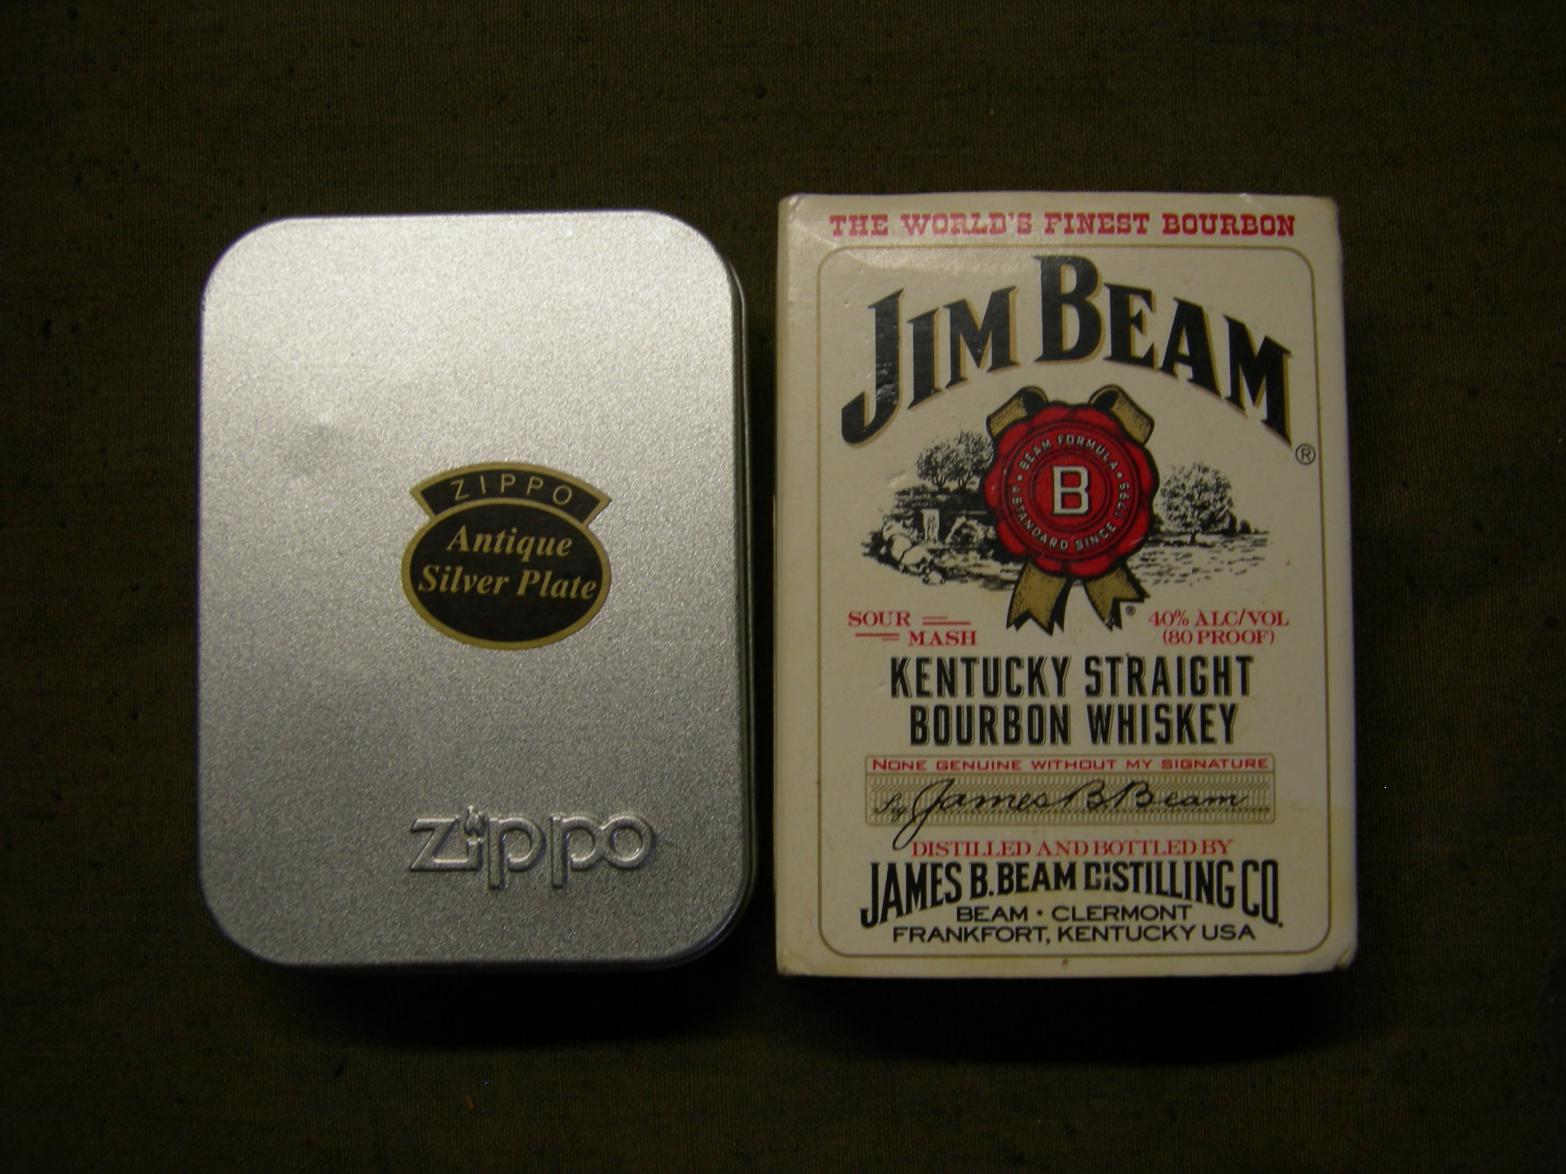 ZIPPO
Antique
Silver Plate
zippo
THE WORLD'S FINEST BOURBON
JIM BEAM
®
BEAM FORMULA
B
A STANDARD SINCE 1795
®
SOUR
MASH
40% ALC/VOL
(80 PROOF)
KENTUCKY STRAIGHT
BOURBON WHISKEY
NONE GENUINE WITHOUT MY SIGNATURE
Sig James B. Beam
DISTILLED AND BOTTLED BY
JAMES B. BEAM DISTILLING CO.
BEAM · CLERMONT
FRANKFORT, KENTUCKY USA